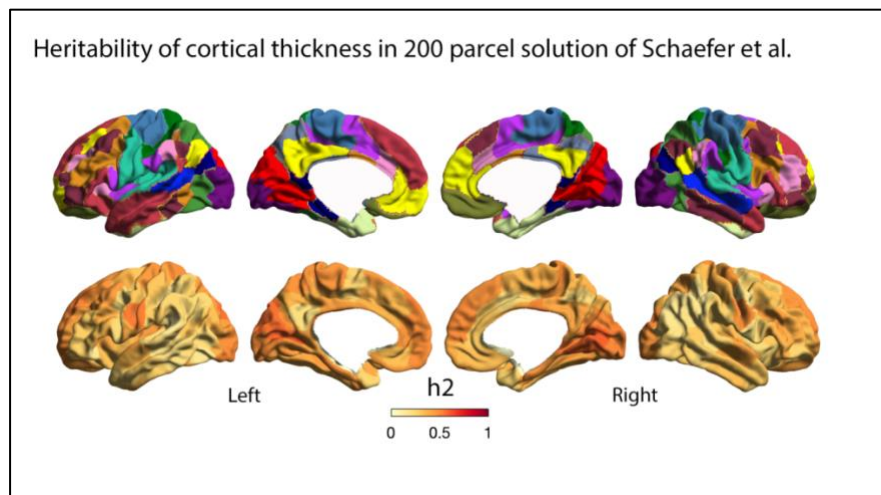 Heritability of cortical thickness in 200 parcel solution of Schaefer et al.
Left
h2
Right
0 0.5 1